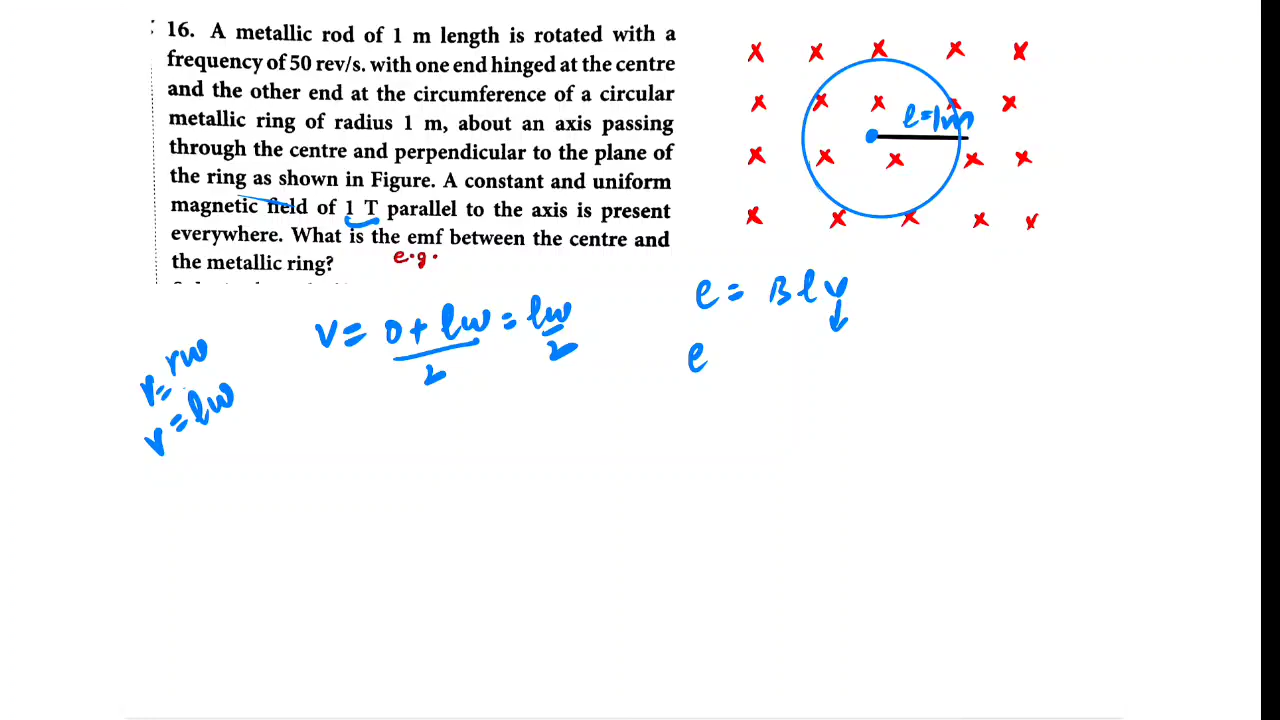 16. A metallic rod of 1 m length is rotated with a
frequency of 50 rev/s. with one end hinged at the centre
and the other end at the circumference of a circular
metallic ring of radius 1 m, about an axis passing
through the centre and perpendicular to the plane of
the ring as shown in Figure. A constant and uniform
magnetic field of 1 T parallel to the axis is present
everywhere. What is the emf between the centre and
the metallic ring?
e.g.
x x x x x
x x x x x
l=1m
x x x x x
x x x x x
e = Blv
v = 0 + lw = lw
2 2
e
v = rw
v = lw